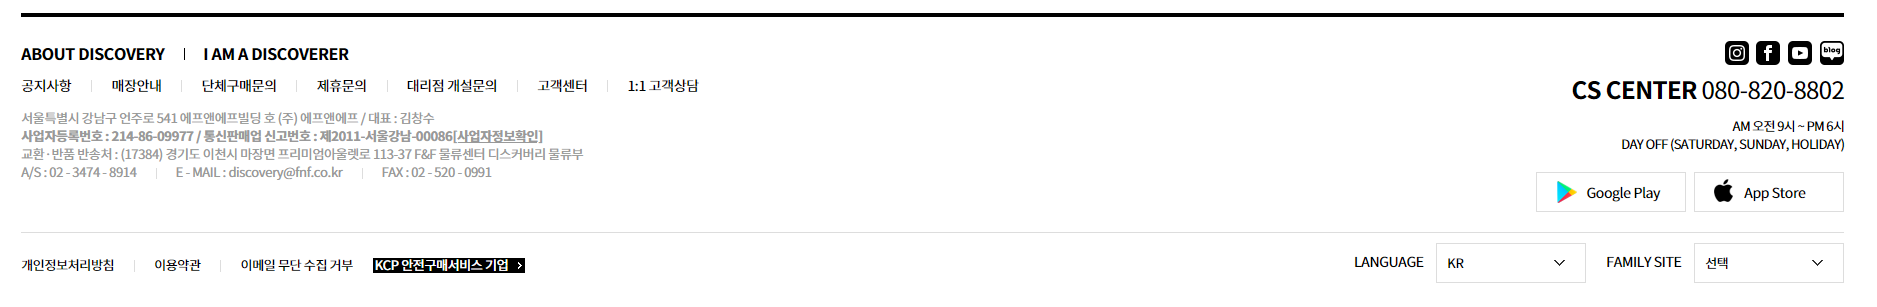 ABOUT DISCOVERY | I AM A DISCOVERER
공지사항 | 매장안내 | 단체구매문의 | 제휴문의 | 대리점 개설문의 | 고객센터 | 1:1 고객상담
서울특별시 강남구 언주로 541 에프앤에프빌딩 호 (주) 에프앤에프 / 대표 : 김창수
사업자등록번호 : 214-86-09977 / 통신판매업 신고번호 : 제2011-서울강남-00086[사업자정보확인]
교환 · 반품 반송처 : (17384) 경기도 이천시 마장면 프리미엄아울렛로 113-37 F&F 물류센터 디스커버리 물류부
A/S : 02 - 3474 - 8914 | E - MAIL : discovery@fnf.co.kr | FAX : 02 - 520 - 0991
blog
CS CENTER 080-820-8802
AM 오전 9시 ~ PM 6시
DAY OFF (SATURDAY, SUNDAY, HOLIDAY)
Google Play
App Store
개인정보처리방침 | 이용약관 | 이메일 무단 수집 거부 KCP 안전구매서비스 기업 >
LANGUAGE KR FAMILY SITE 선택